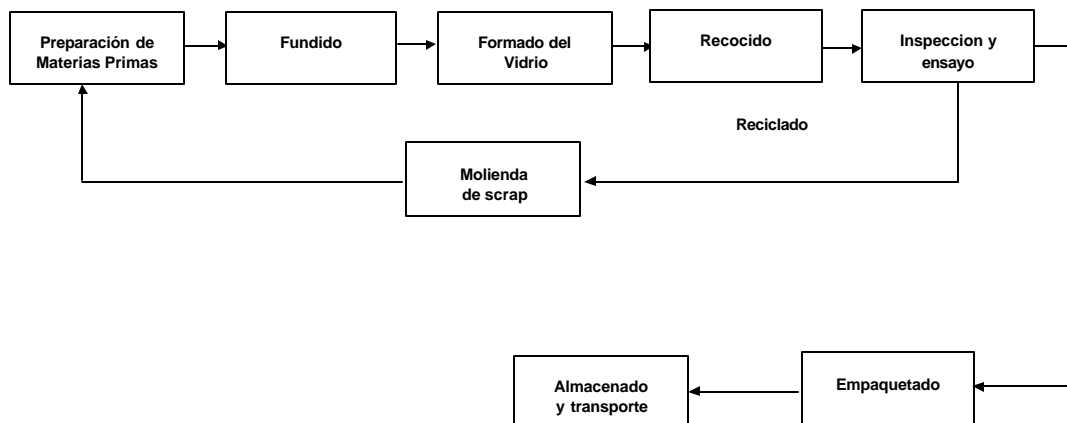 Preparación de
Materias Primas
Fundido
Formado del
Vidrio
Recocido
Inspeccion y
ensayo
Reciclado
Molienda
de scrap
Almacenado
y transporte
Empaquetado